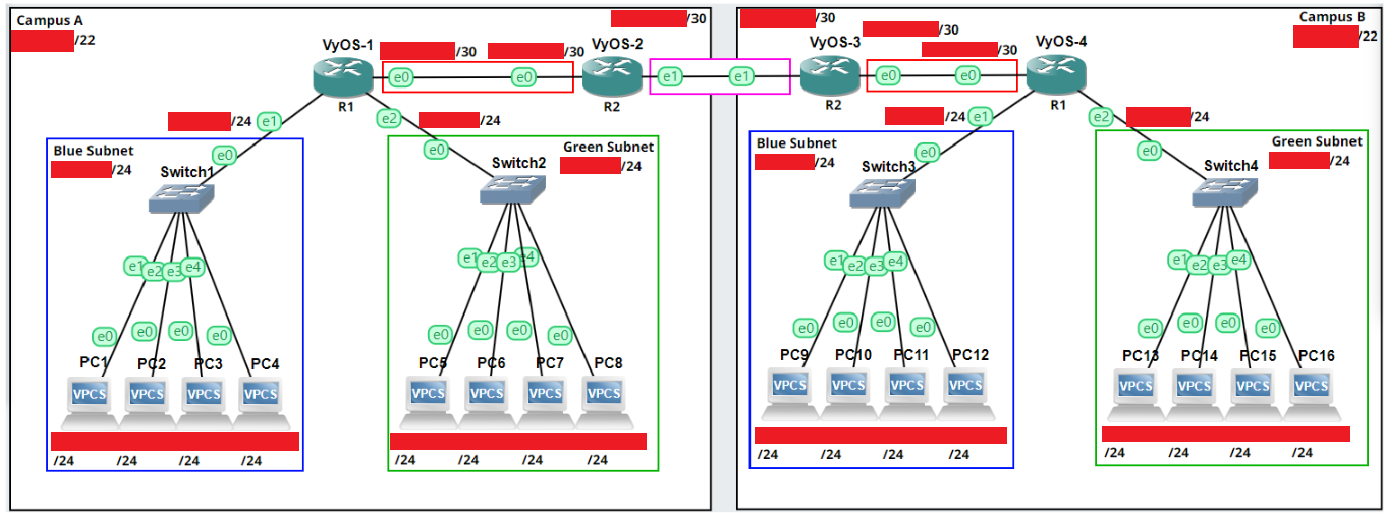 Campus A
/22
/30
VyOS-1
/30
/30
VyOS-2
e0
e0
R1
R2
e1
e1
/24
e1
e2
/24
e0
e0
Blue Subnet
/24
Switch1
Green Subnet
/24
Switch2
e1
e2
e3
e4
e1
e2
e3
e4
e0
e0
e0
e0
e0
e0
e0
e0
PC1
PC2
PC3
PC4
PC5
PC6
PC7
PC8
VPCS
VPCS
VPCS
VPCS
VPCS
VPCS
VPCS
VPCS
/24 /24 /24 /24
/24 /24 /24 /24
/30
Campus B
/22
VyOS-3
/30
/30
VyOS-4
e0
e0
R2
R1
/24
e1
e2
/24
e0
e0
Blue Subnet
/24
Switch3
Green Subnet
/24
Switch4
e1
e2
e3
e4
e1
e2
e3
e4
e0
e0
e0
e0
e0
e0
e0
e0
PC9
PC10
PC11
PC12
PC13
PC14
PC15
PC16
VPCS
VPCS
VPCS
VPCS
VPCS
VPCS
VPCS
VPCS
/24 /24 /24 /24
/24 /24 /24 /24